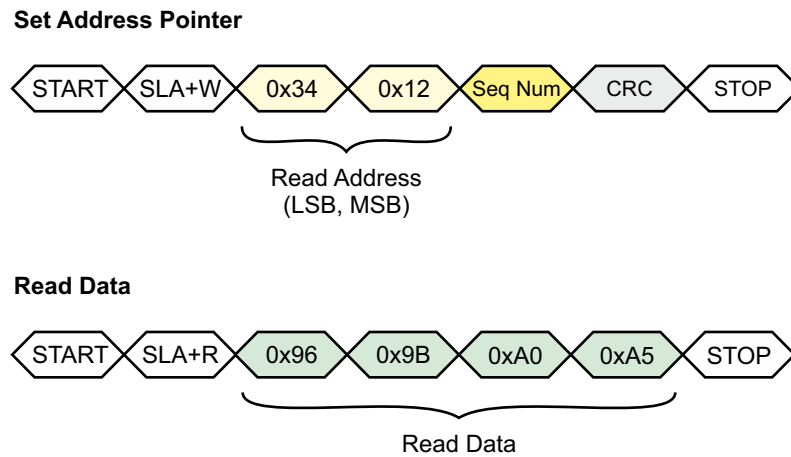 Set Address Pointer
START SLA+W 0x34 0x12 Seq Num CRC STOP
Read Address
(LSB, MSB)
Read Data
START SLA+R 0x96 0x9B 0xA0 0xA5 STOP
Read Data